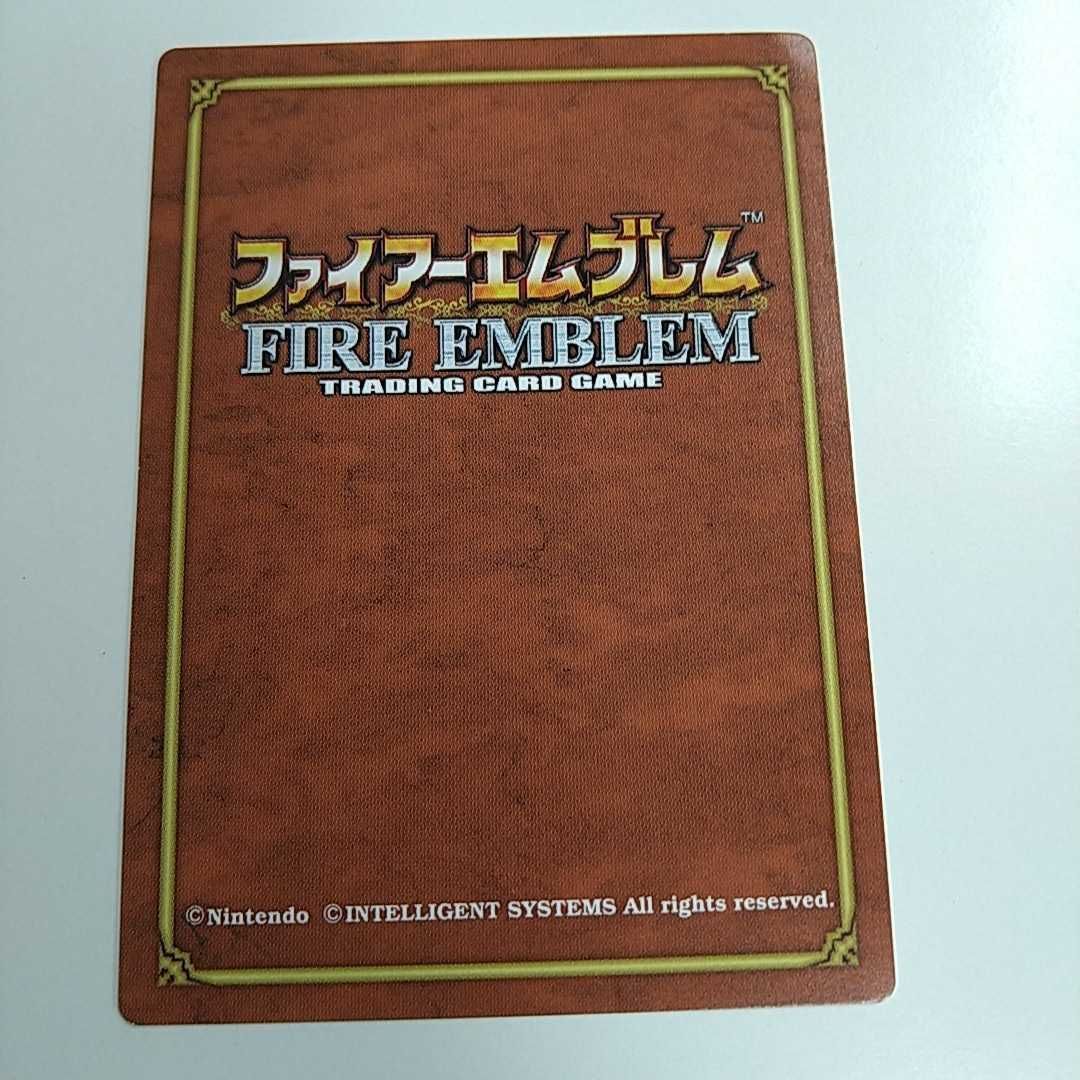 ファイアーエムブレム™
FIRE EMBLEM
TRADING CARD GAME
©Nintendo ©INTELLIGENT SYSTEMS All rights reserved.